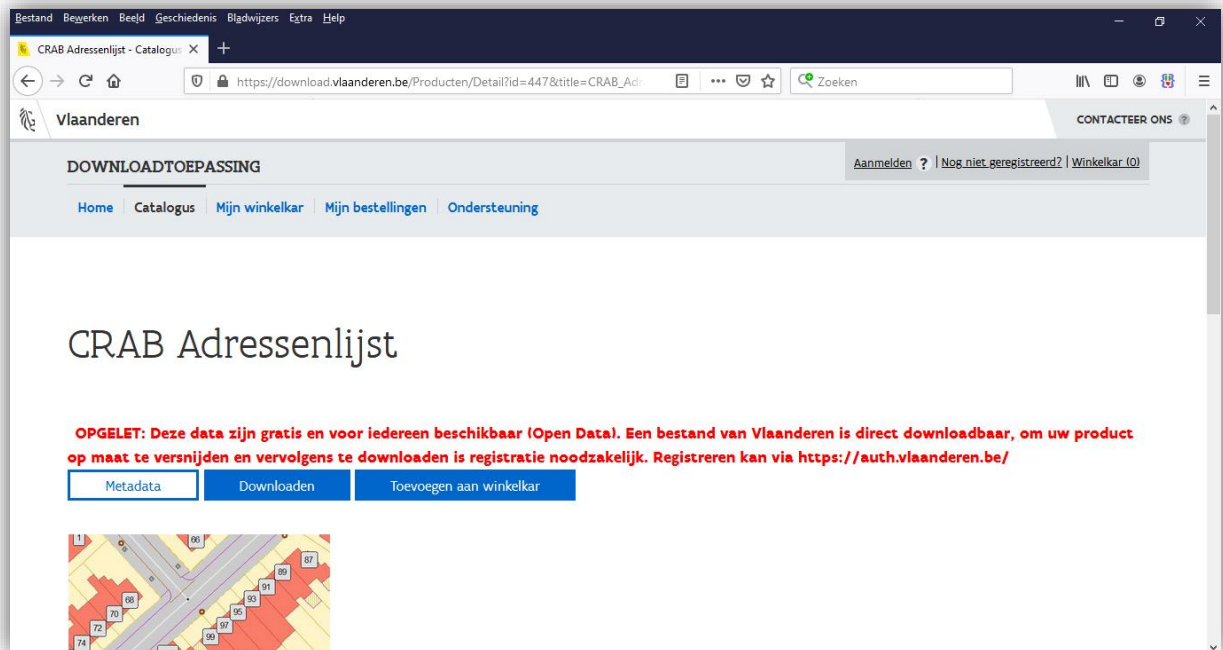 Bestand Bewerken Beeld Geschiedenis Bladwijzers Extra Help
CRAB Adressenlijst - Catalogus
https://download.vlaanderen.be/Producten/Detail?id=447&title=CRAB_Adr
Zoeken
Vlaanderen
CONTACTEER ONS ?
DOWNLOADTOEPASSING
Aanmelden ? | Nog niet geregistreerd? | Winkelkar (0)
Home Catalogus Mijn winkelkar Mijn bestellingen Ondersteuning
CRAB Adressenlijst
OPGELET: Deze data zijn gratis en voor iedereen beschikbaar (Open Data). Een bestand van Vlaanderen is direct downloadbaar, om uw product
op maat te versnijden en vervolgens te downloaden is registratie noodzakelijk. Registreren kan via https://auth.vlaanderen.be/
Metadata Downloaden Toevoegen aan winkelkar
1 66
87
89
91
68 93
70 95
72 97
74 99